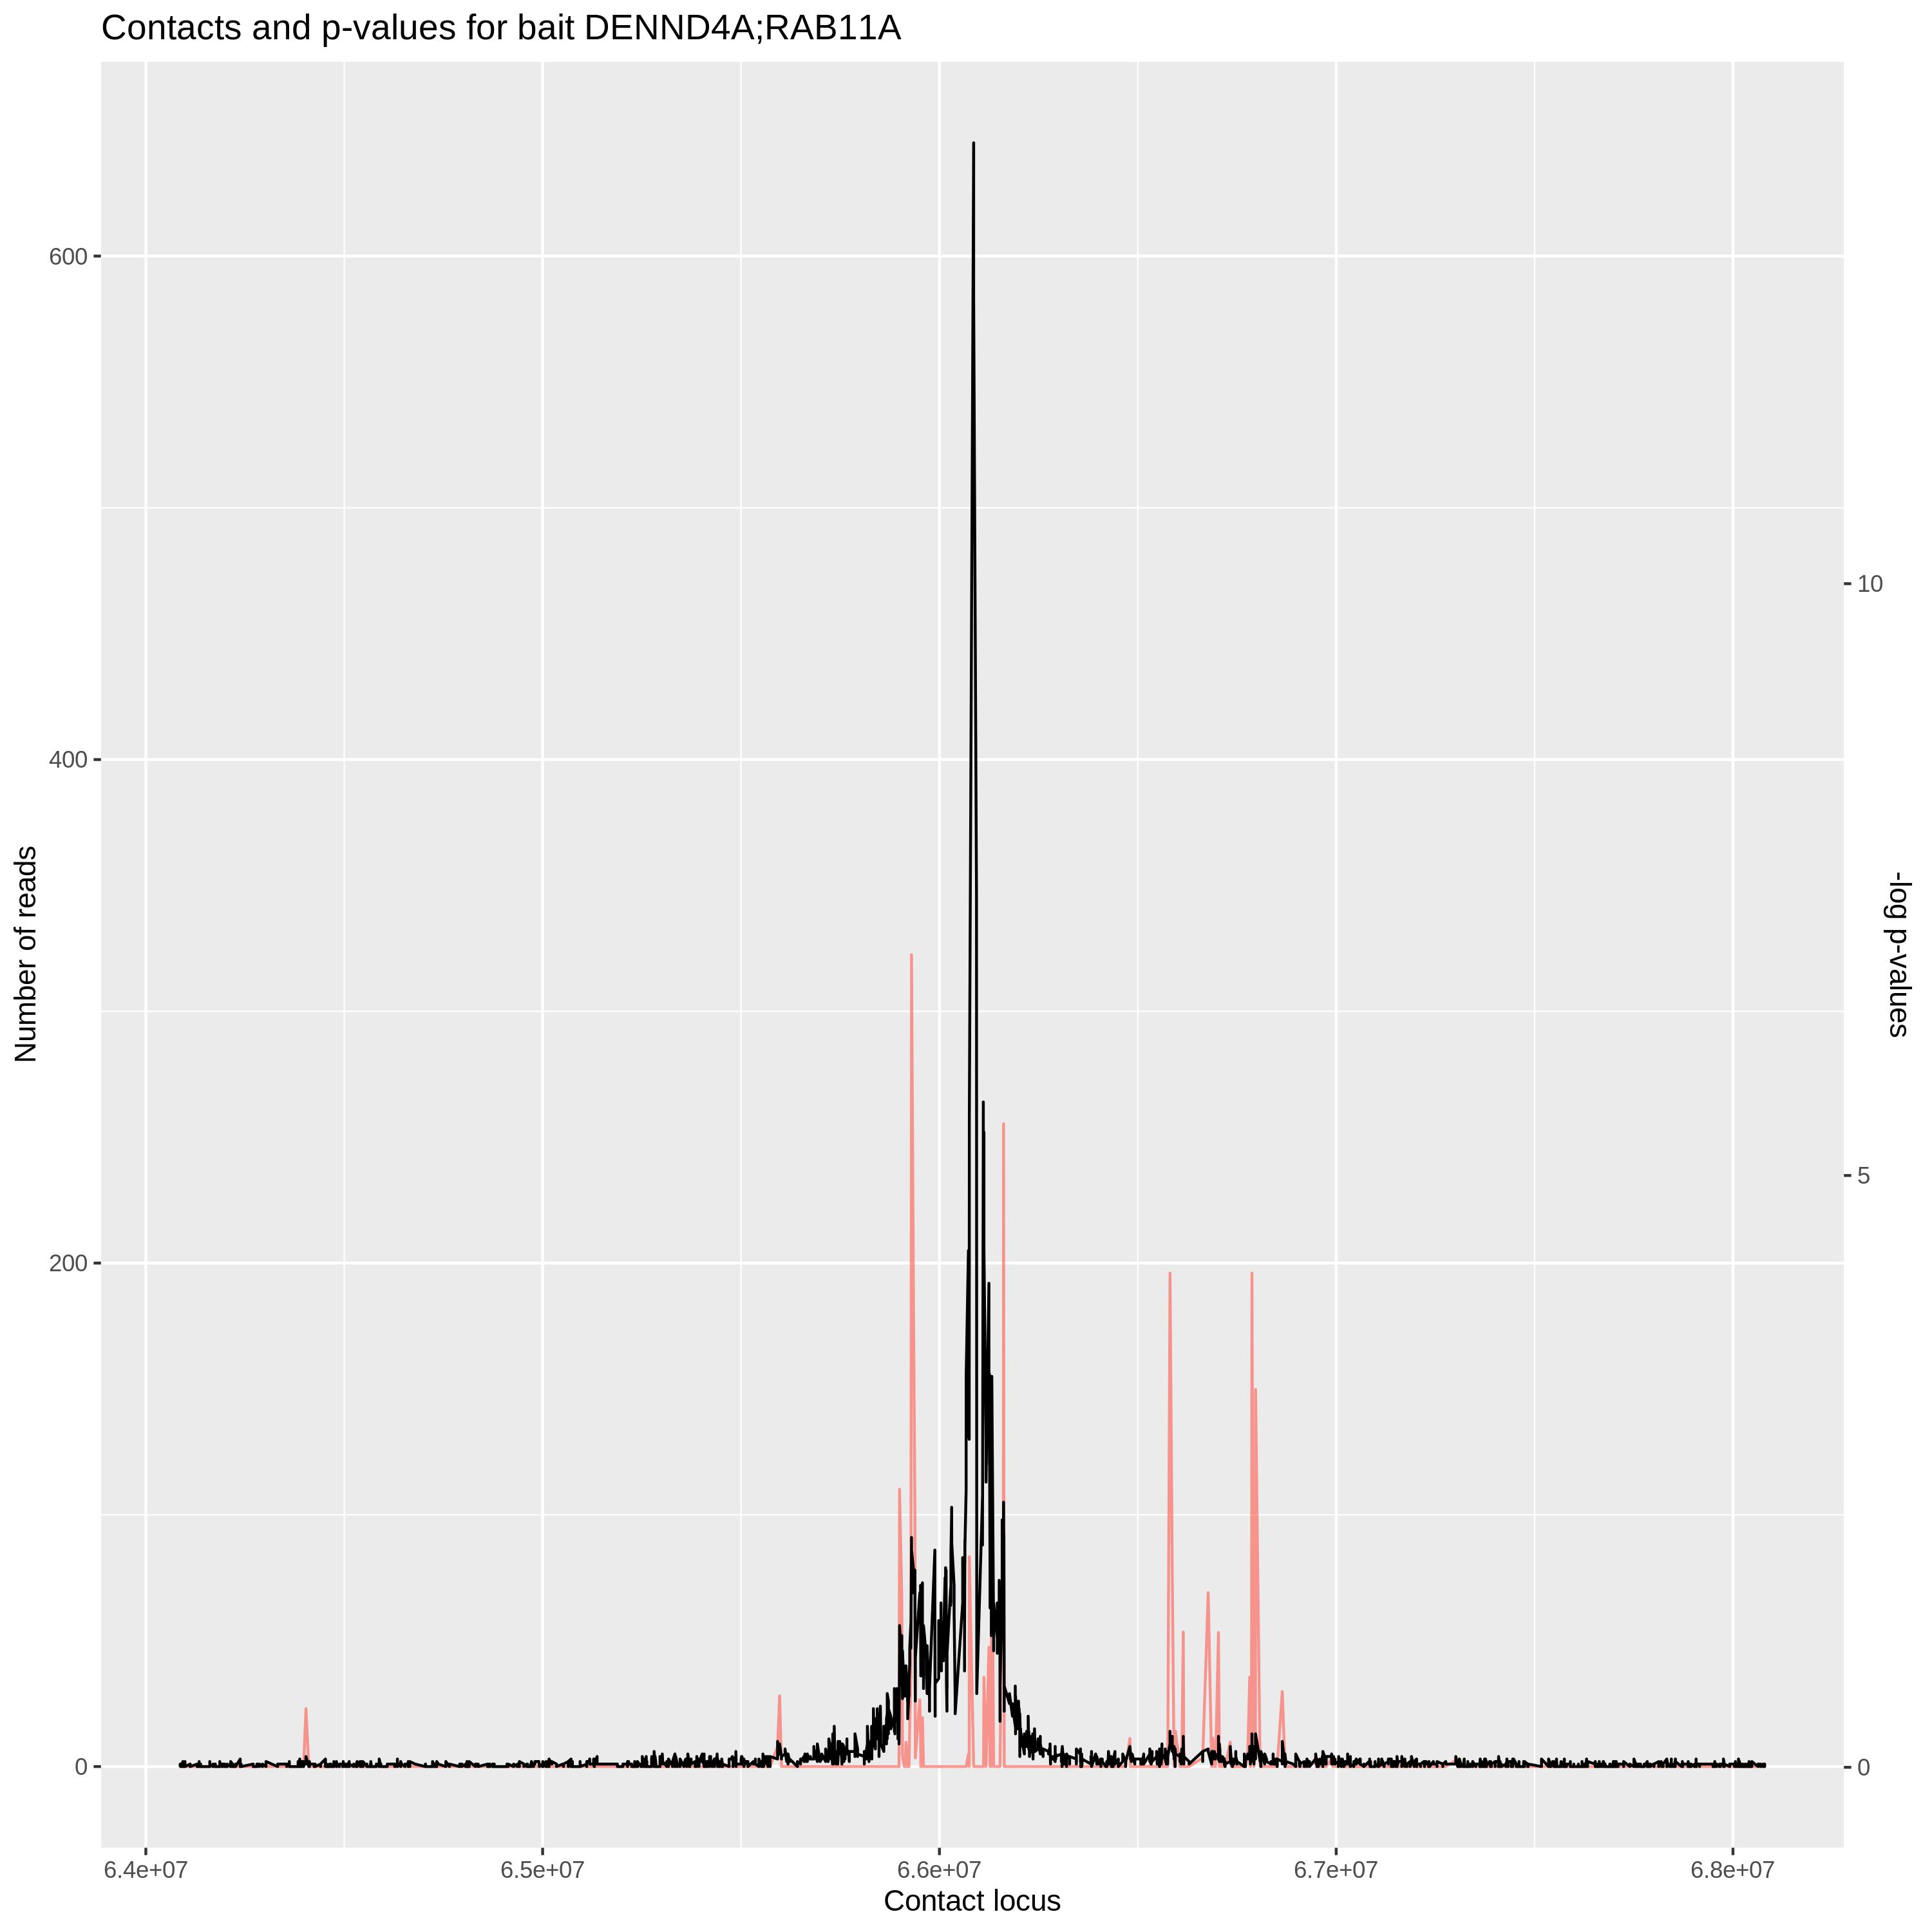 Contacts and p-values for bait DENND4A;RAB11A
600
400
200
0
Number of reads
10
5
0
-log p-values
6.4e+07
6.5e+07
6.6e+07
6.7e+07
6.8e+07
Contact locus